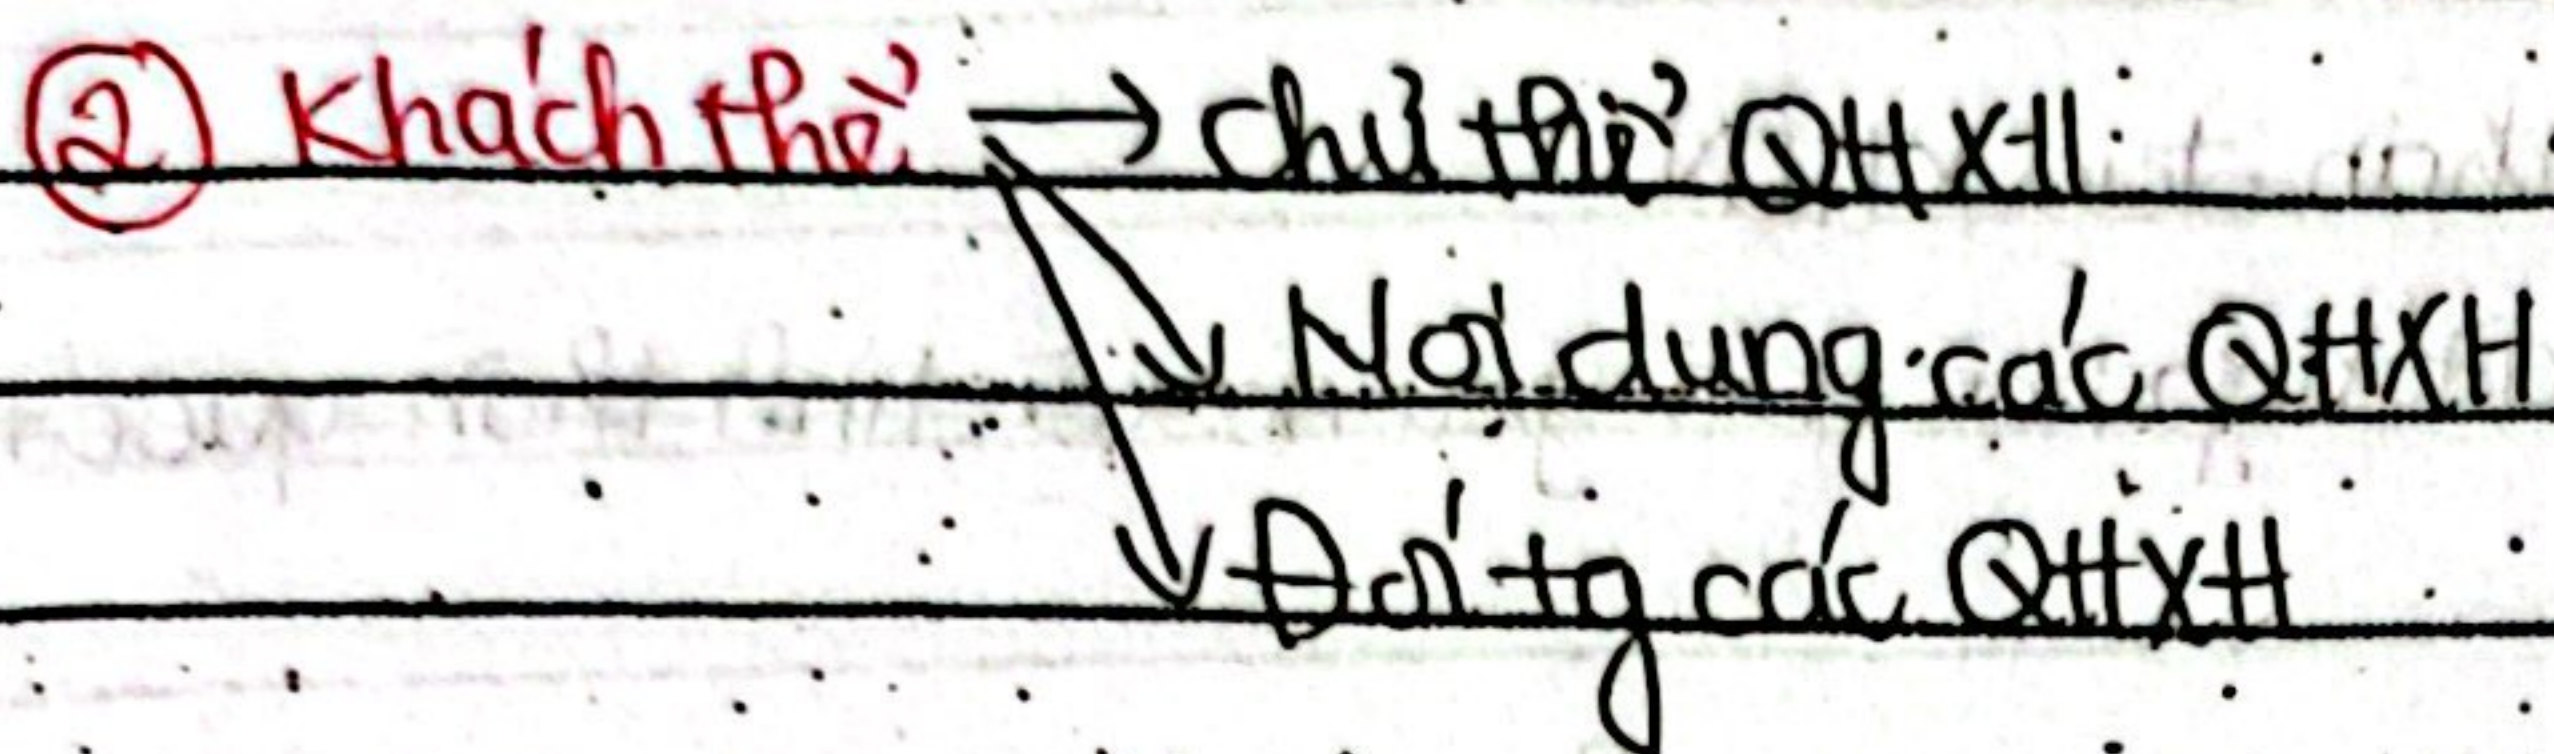 ② Khách thể → Chủ thể QHXH
Nội dung các QHXH
Đối tg các QHXH